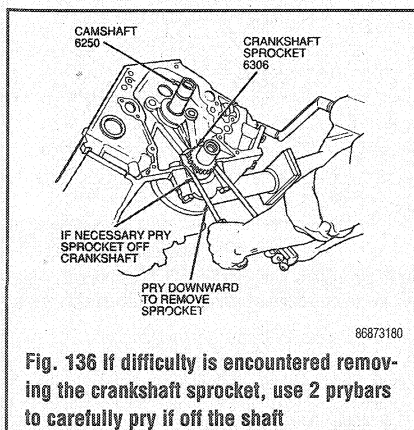 CAMSHAFT
6250
CRANKSHAFT
SPROCKET
6306
IF NECESSARY PRY
SPROCKET OFF
CRANKSHAFT
PRY DOWNWARD
TO REMOVE
SPROCKET
86873180
Fig. 136 If difficulty is encountered remov-
ing the crankshaft sprocket, use 2 prybars
to carefully pry if off the shaft